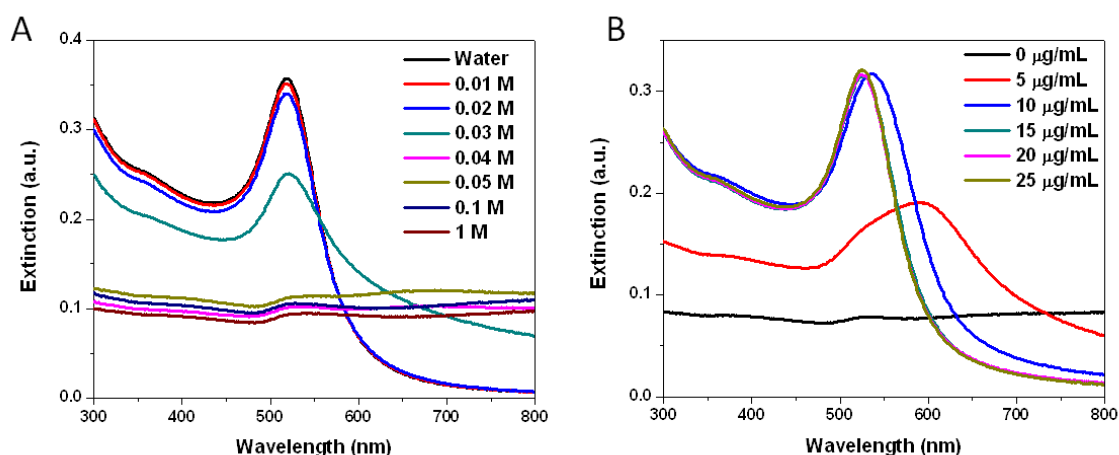 A
0.4
0.3
0.2
0.1
0.0
300 400 500 600 700 800
Extinction (a.u.)
Wavelength (nm)
Water
0.01 M
0.02 M
0.03 M
0.04 M
0.05 M
0.1 M
1 M
B
0.3
0.2
0.1
0.0
300 400 500 600 700 800
Extinction (a.u.)
Wavelength (nm)
0 μg/mL
5 μg/mL
10 μg/mL
15 μg/mL
20 μg/mL
25 μg/mL